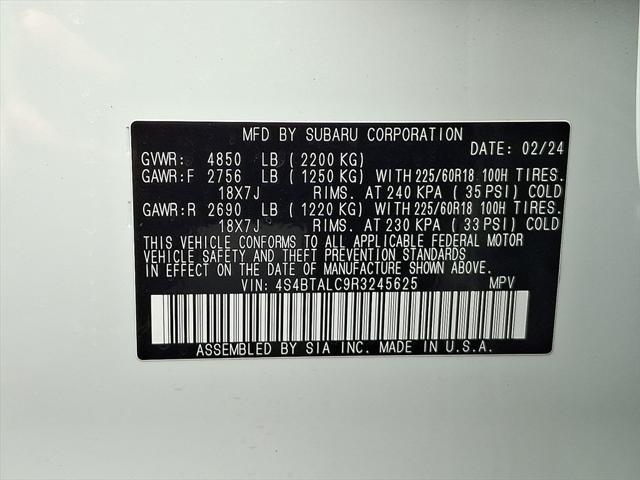 MFD BY SUBARU CORPORATION
DATE: 02/24
GVWR: 4850 LB (2200 KG)
GAWR:F 2756 LB (1250 KG) WITH 225/60R18 100H TIRES.
18X7J RIMS. AT 240 KPA (35 PSI) COLD
GAWR:R 2690 LB (1220 KG) WITH 225/60R18 100H TIRES.
18X7J RIMS. AT 230 KPA (33 PSI) COLD
THIS VEHICLE CONFORMS TO ALL APPLICABLE FEDERAL MOTOR
VEHICLE SAFETY AND THEFT PREVENTION STANDARDS
IN EFFECT ON THE DATE OF MANUFACTURE SHOWN ABOVE.
VIN: 4S4BTALC9R3245625 MPV
ASSEMBLED BY SIA INC. MADE IN U.S.A.